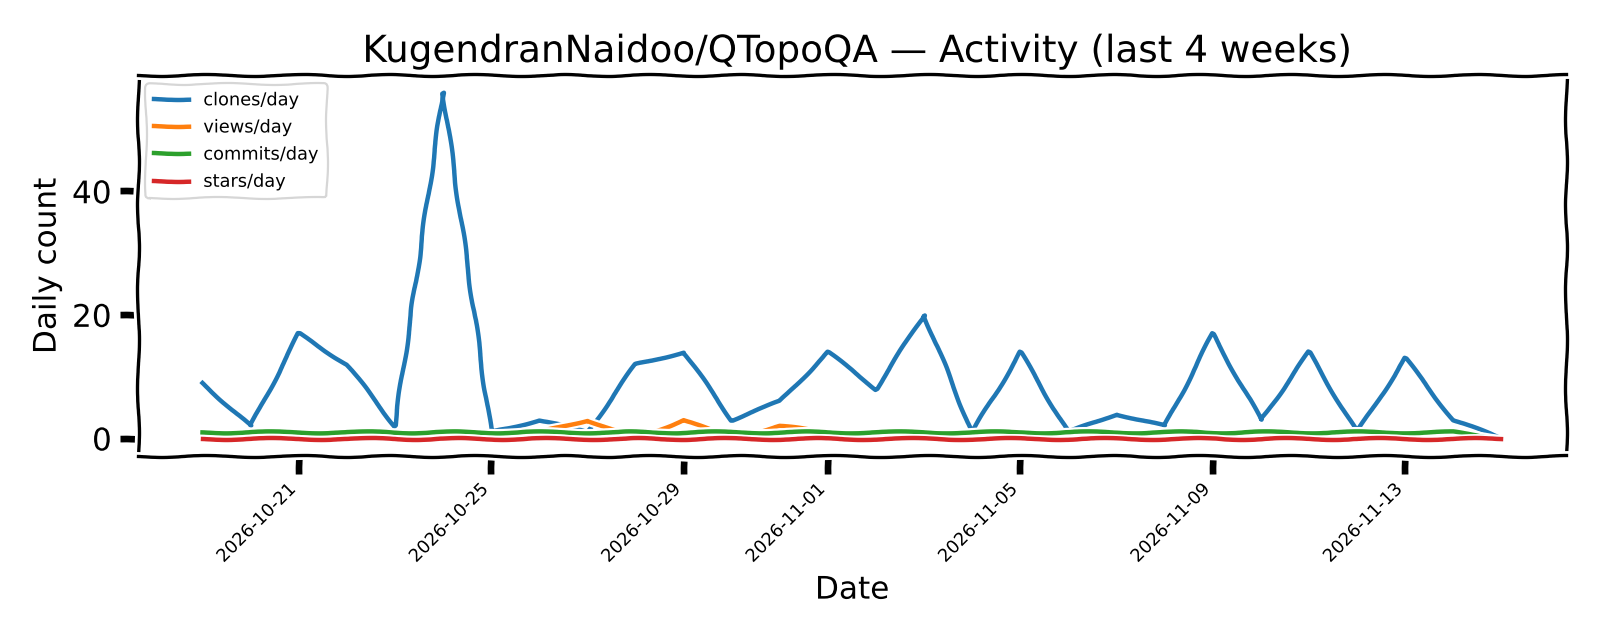 KugendranNaidoo/QTopoQA — Activity (last 4 weeks)
clones/day
views/day
commits/day
stars/day
Daily count
40
20
0
2026-10-21
2026-10-25
2026-10-29
2026-11-01
2026-11-05
2026-11-09
2026-11-13
Date